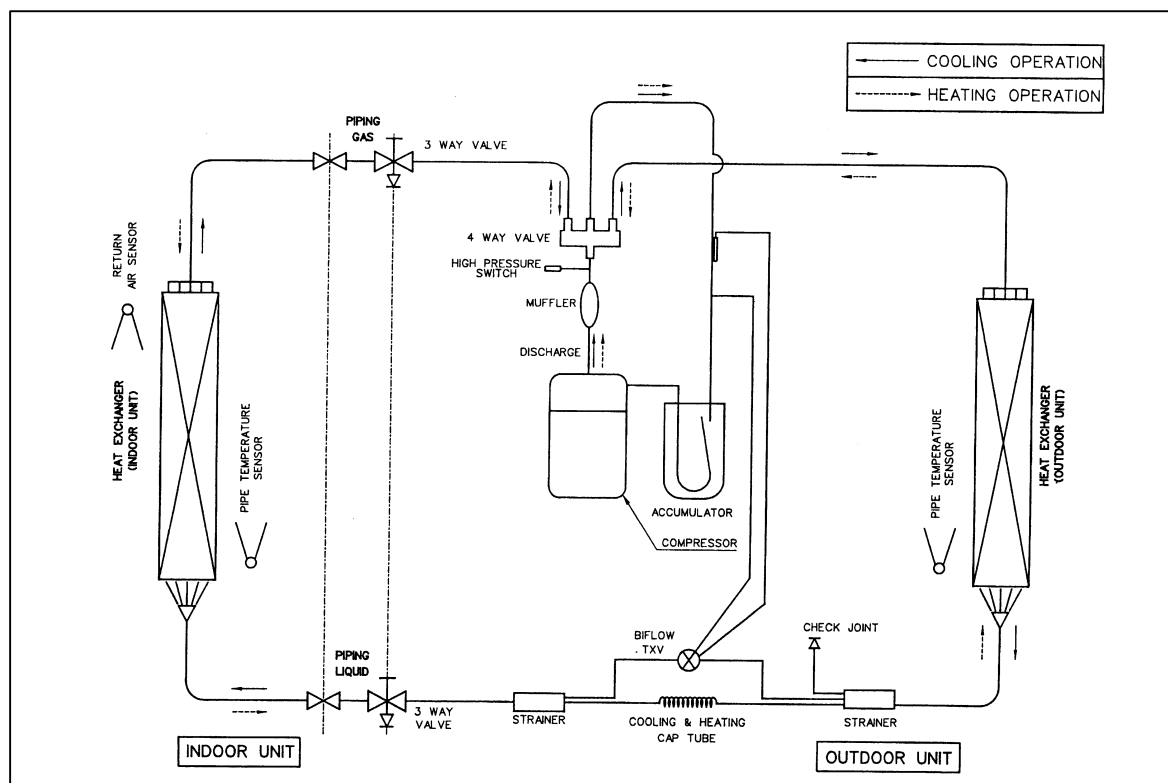 COOLING OPERATION
HEATING OPERATION
PIPING
GAS
3 WAY VALVE
4 WAY VALVE
HIGH PRESSURE
SWITCH
MUFFLER
DISCHARGE
RETURN
AIR SENSOR
HEAT EXCHANGER
(INDOOR UNIT)
PIPE TEMPERATURE
SENSOR
ACCUMULATOR
COMPRESSOR
PIPE TEMPERATURE
SENSOR
HEAT EXCHANGER
(OUTDOOR UNIT)
CHECK JOINT
BIFLOW
. TXV
PIPING
LIQUID
3 WAY
VALVE
STRAINER
COOLING & HEATING
CAP TUBE
STRAINER
INDOOR UNIT
OUTDOOR UNIT